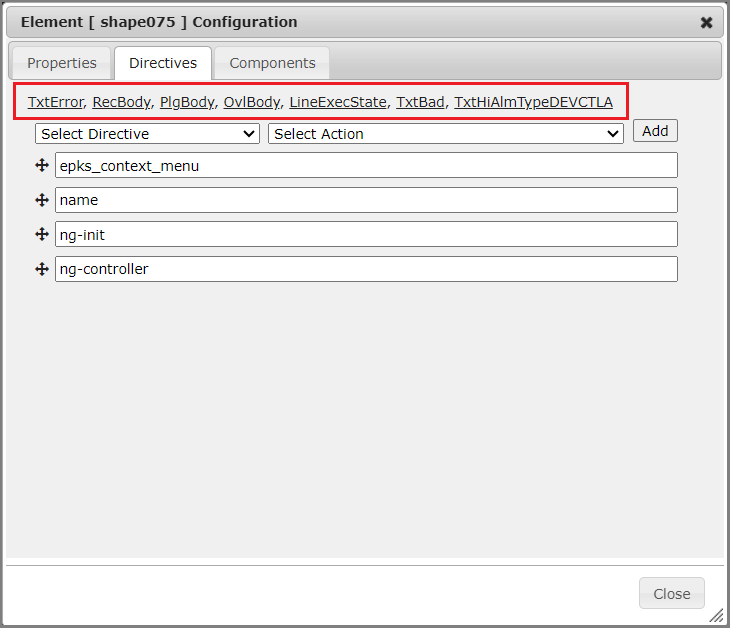 Element [ shape075 ] Configuration
Properties Directives Components
TxtError, RecBody, PlgBody, OvlBody, LineExecState, TxtBad, TxtHiAlmTypeDEVCTLA
Select Directive Select Action Add
epks_context_menu
name
ng-init
ng-controller
Close